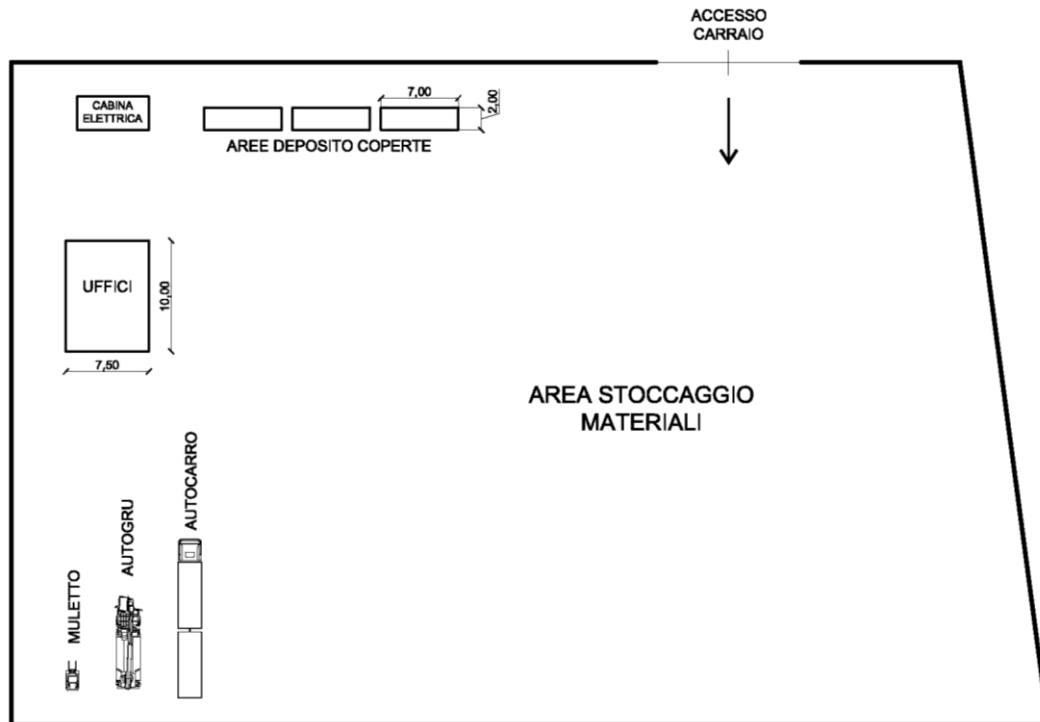 ACCESSO
CARRAIO
CABINA
ELETTRICA
7,00
2,00
AREE DEPOSITO COPERTE
UFFICI
10,00
7,50
AREA STOCCAGGIO
MATERIALI
AUTOCARRO
AUTOGRU
MULETTO